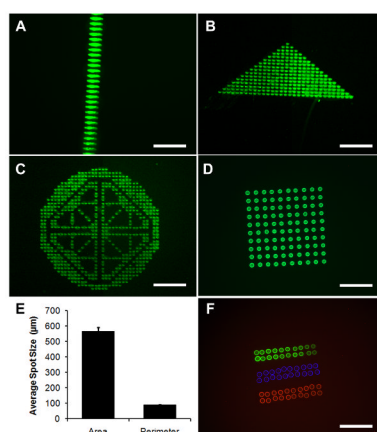 A
B
C
D
E
F
Average Spot Size (µm)
700
600
500
400
300
200
100
0
Area
Perimeter